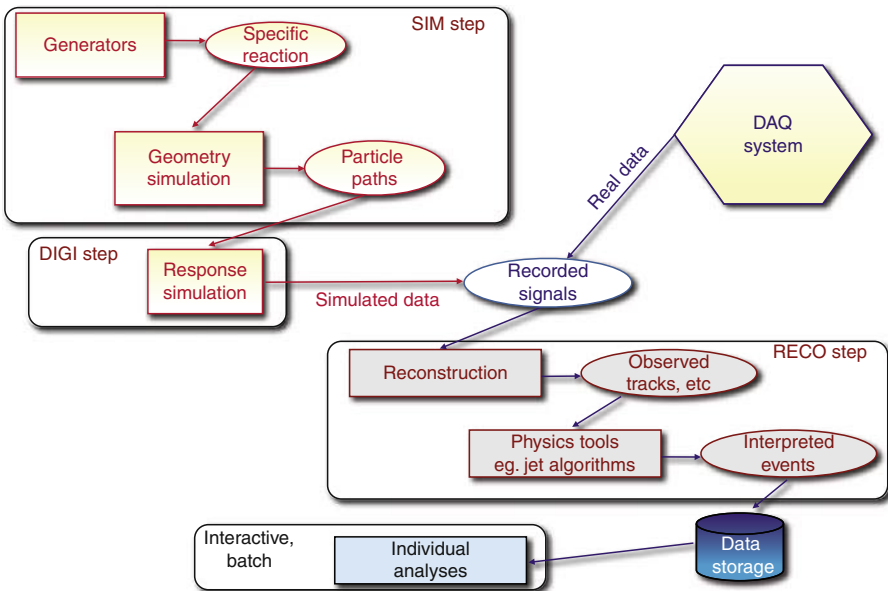 SIM step
Generators
Specific
reaction
Geometry
simulation
Particle
paths
DAQ
system
Real data
DIGI step
Response
simulation
Simulated data
Recorded
signals
RECO step
Reconstruction
Observed
tracks, etc
Physics tools
eg. jet algorithms
Interpreted
events
Interactive,
batch
Individual
analyses
Data
storage